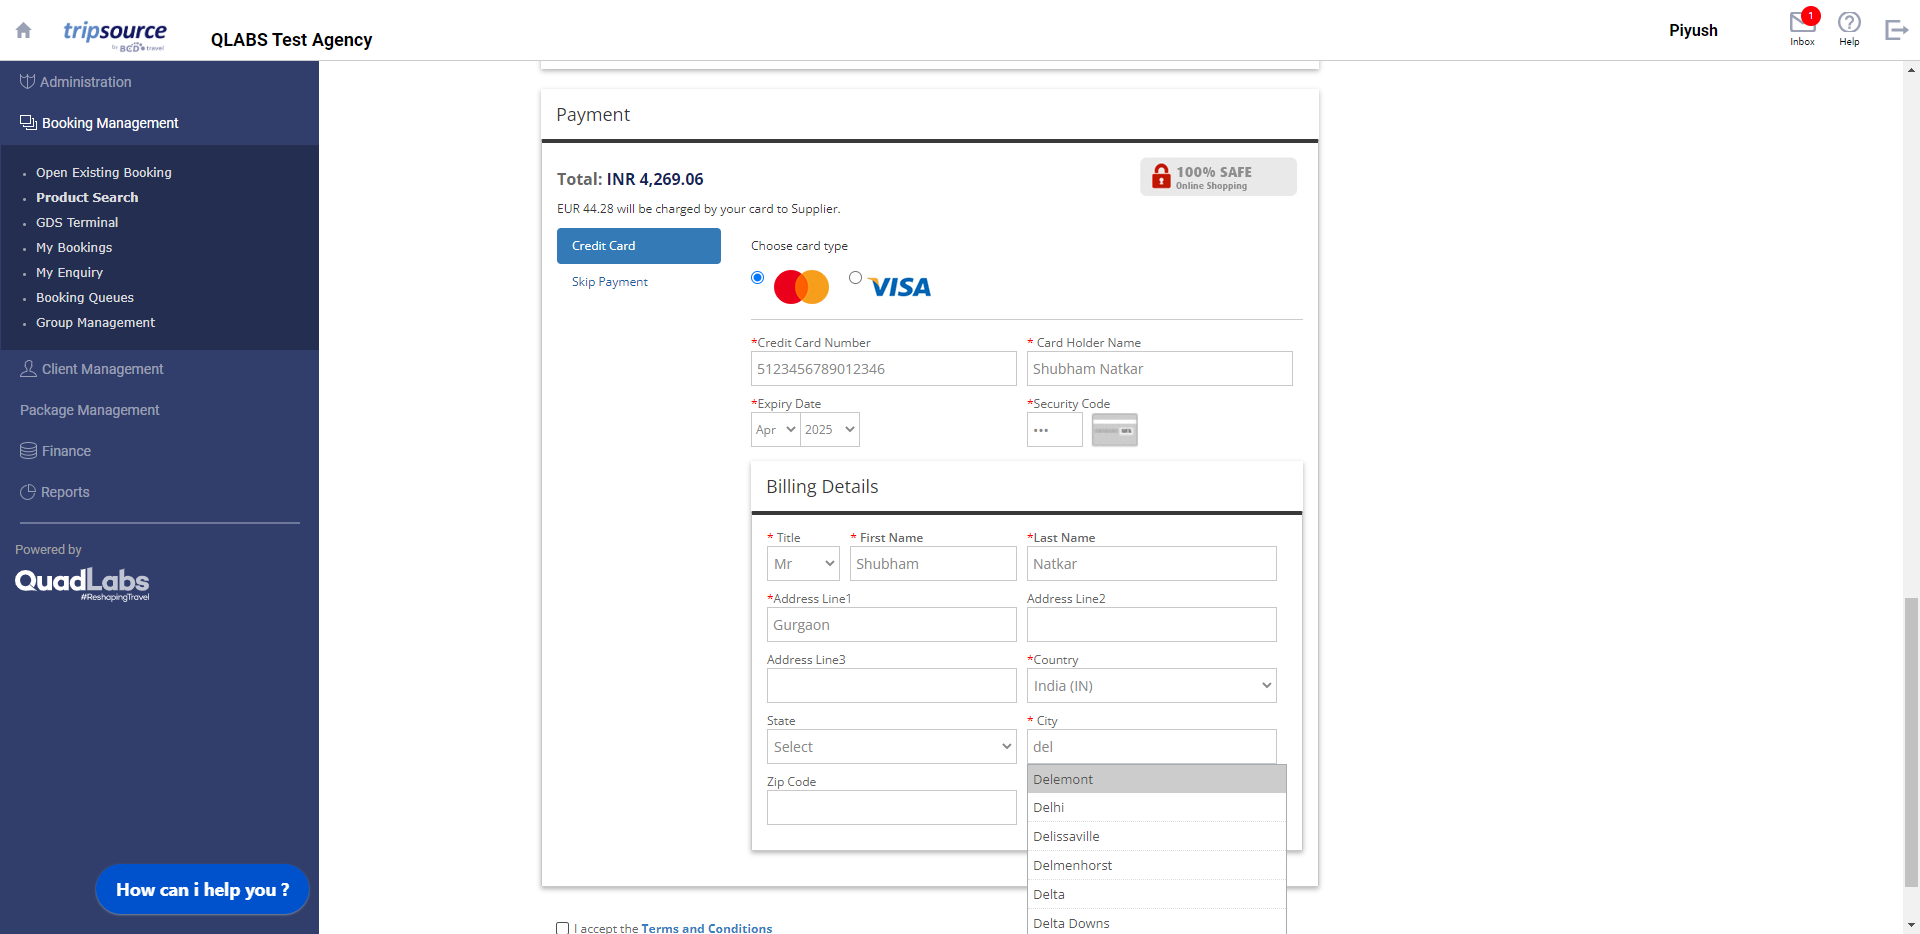 tripsource
by BCD travel
QLABS Test Agency
Piyush
1
Inbox
Help
Administration
Booking Management
Open Existing Booking
Product Search
GDS Terminal
My Bookings
My Enquiry
Booking Queues
Group Management
Client Management
Package Management
Finance
Reports
Powered by
QuadLabs
#ReshapingTravel
How can i help you ?
Payment
Total: INR 4,269.06
100% SAFE
Online Shopping
EUR 44.28 will be charged by your card to Supplier.
Credit Card
Skip Payment
Choose card type
VISA
*Credit Card Number
* Card Holder Name
5123456789012346
Shubham Natkar
*Expiry Date
*Security Code
Apr
2025
•••
Billing Details
* Title
* First Name
*Last Name
Mr
Shubham
Natkar
*Address Line1
Address Line2
Gurgaon
Address Line3
*Country
India (IN)
State
* City
Select
del
Zip Code
Delemont
Delhi
Delissaville
Delmenhorst
Delta
Delta Downs
I accept the Terms and Conditions